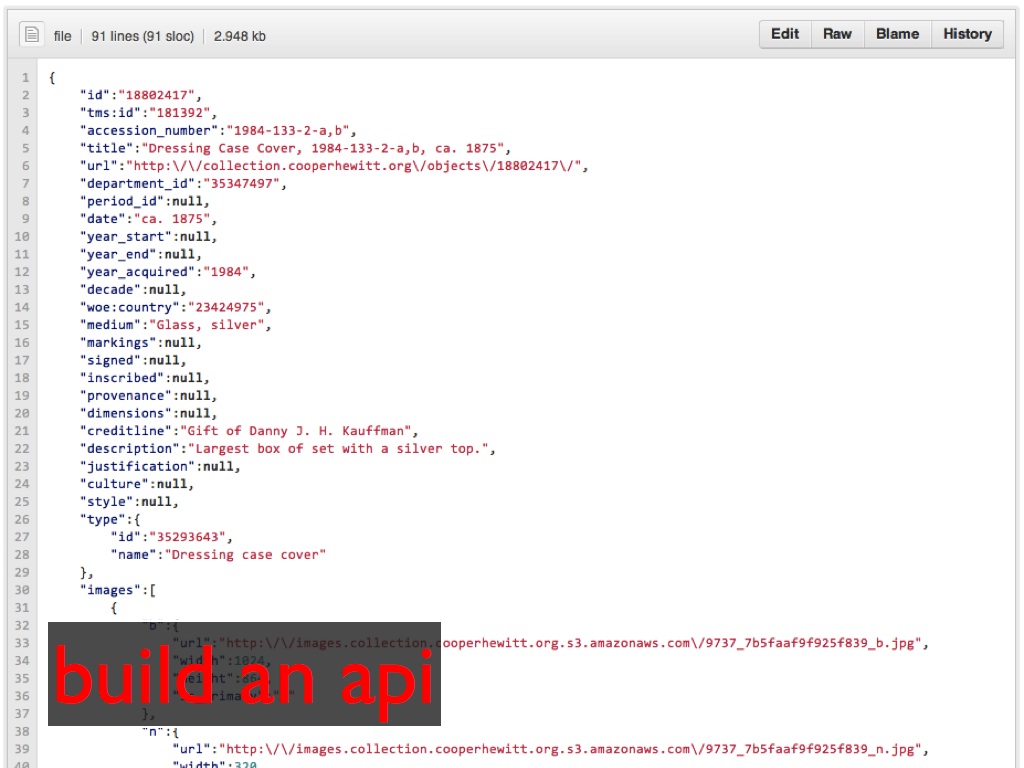 file 91 lines (91 sloc) 2.948 kb Edit Raw Blame History
1 {
2 "id":"18802417",
3 "tms:id":"181392",
4 "accession_number":"1984-133-2-a,b",
5 "title":"Dressing Case Cover, 1984-133-2-a,b, ca. 1875",
6 "url":"http:\/\/collection.cooperhewitt.org\/objects\/18802417\/",
7 "department_id":"35347497",
8 "period_id":null,
9 "date":"ca. 1875",
10 "year_start":null,
11 "year_end":null,
12 "year_acquired":"1984",
13 "decade":null,
14 "woe:country":"23424975",
15 "medium":"Glass, silver",
16 "markings":null,
17 "signed":null,
18 "inscribed":null,
19 "provenance":null,
20 "dimensions":null,
21 "creditline":"Gift of Danny J. H. Kauffman",
22 "description":"Largest box of set with a silver top.",
23 "justification":null,
24 "culture":null,
25 "style":null,
26 "type":{
27 "id":"35293643",
28 "name":"Dressing case cover"
29 },
30 "images":[
31 {
32 "b":{
33 "url":"http:\/\/images.collection.cooperhewitt.org.s3.amazonaws.com\/9737_7b5faaf9f925f839_b.jpg",
34 "width":1024,
35
36
37 },
build an api
38 "n":{
39 "url":"http:\/\/images.collection.cooperhewitt.org.s3.amazonaws.com\/9737_7b5faaf9f925f839_n.jpg",
40 "width":320,